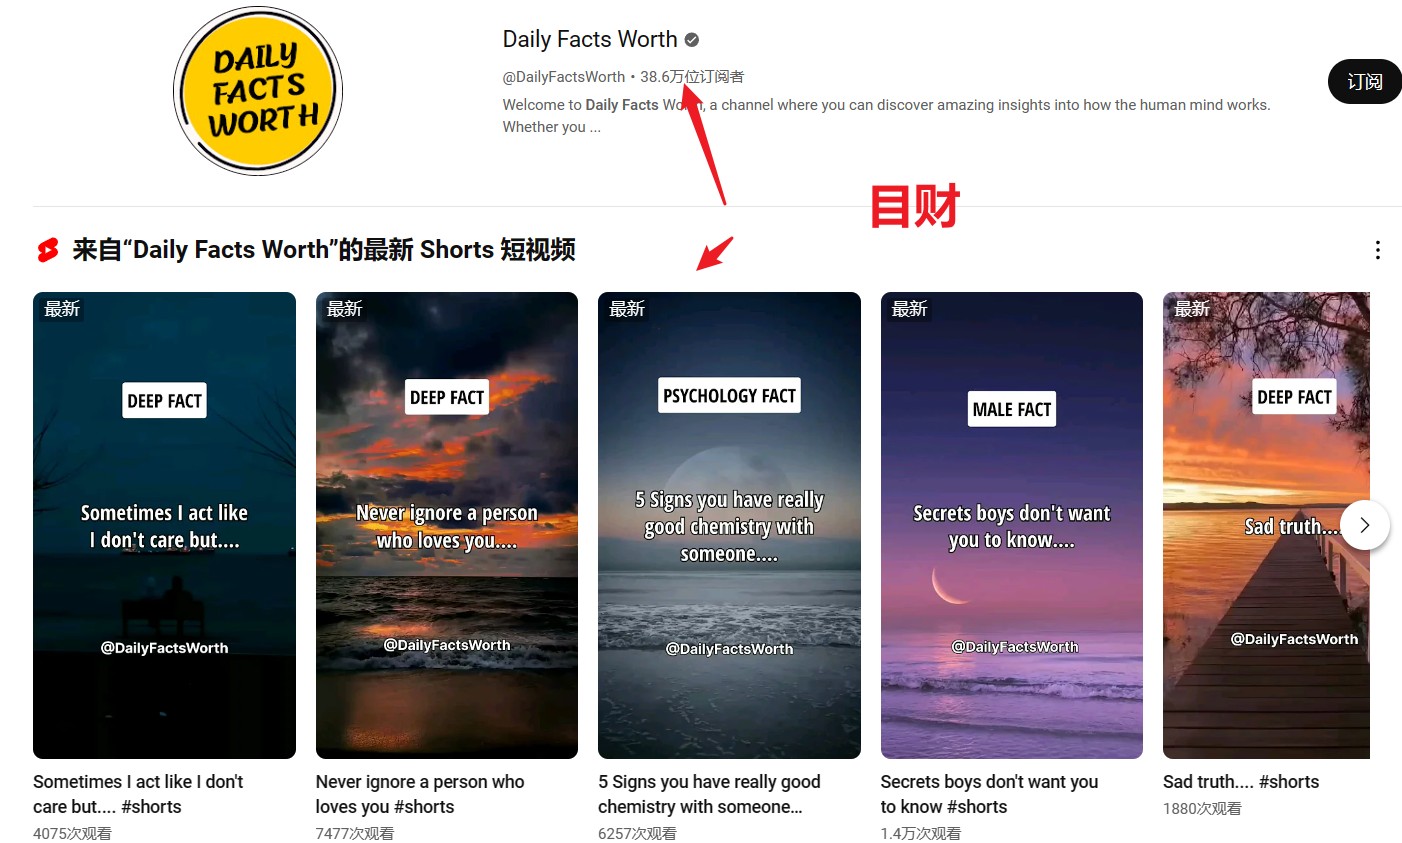 DAILY
FACTS
WORTH
Daily Facts Worth
@DailyFactsWorth • 38.6万位订阅者
Welcome to Daily Facts Worth, a channel where you can discover amazing insights into how the human mind works.
Whether you ...
订阅
目财
来自“Daily Facts Worth”的最新 Shorts 短视频
最新
DEEP FACT
Sometimes I act like
I don't care but....
@DailyFactsWorth
Sometimes I act like I don't
care but.... #shorts
4075次观看
最新
DEEP FACT
Never ignore a person
who loves you....
@DailyFactsWorth
Never ignore a person who
loves you #shorts
7477次观看
最新
PSYCHOLOGY FACT
5 Signs you have really
good chemistry with
someone....
@DailyFactsWorth
5 Signs you have really good
chemistry with someone...
6257次观看
最新
MALE FACT
Secrets boys don't want
you to know....
@DailyFactsWorth
Secrets boys don't want you
to know #shorts
1.4万次观看
最新
DEEP FACT
Sad truth....
@DailyFactsWorth
Sad truth.... #shorts
1880次观看